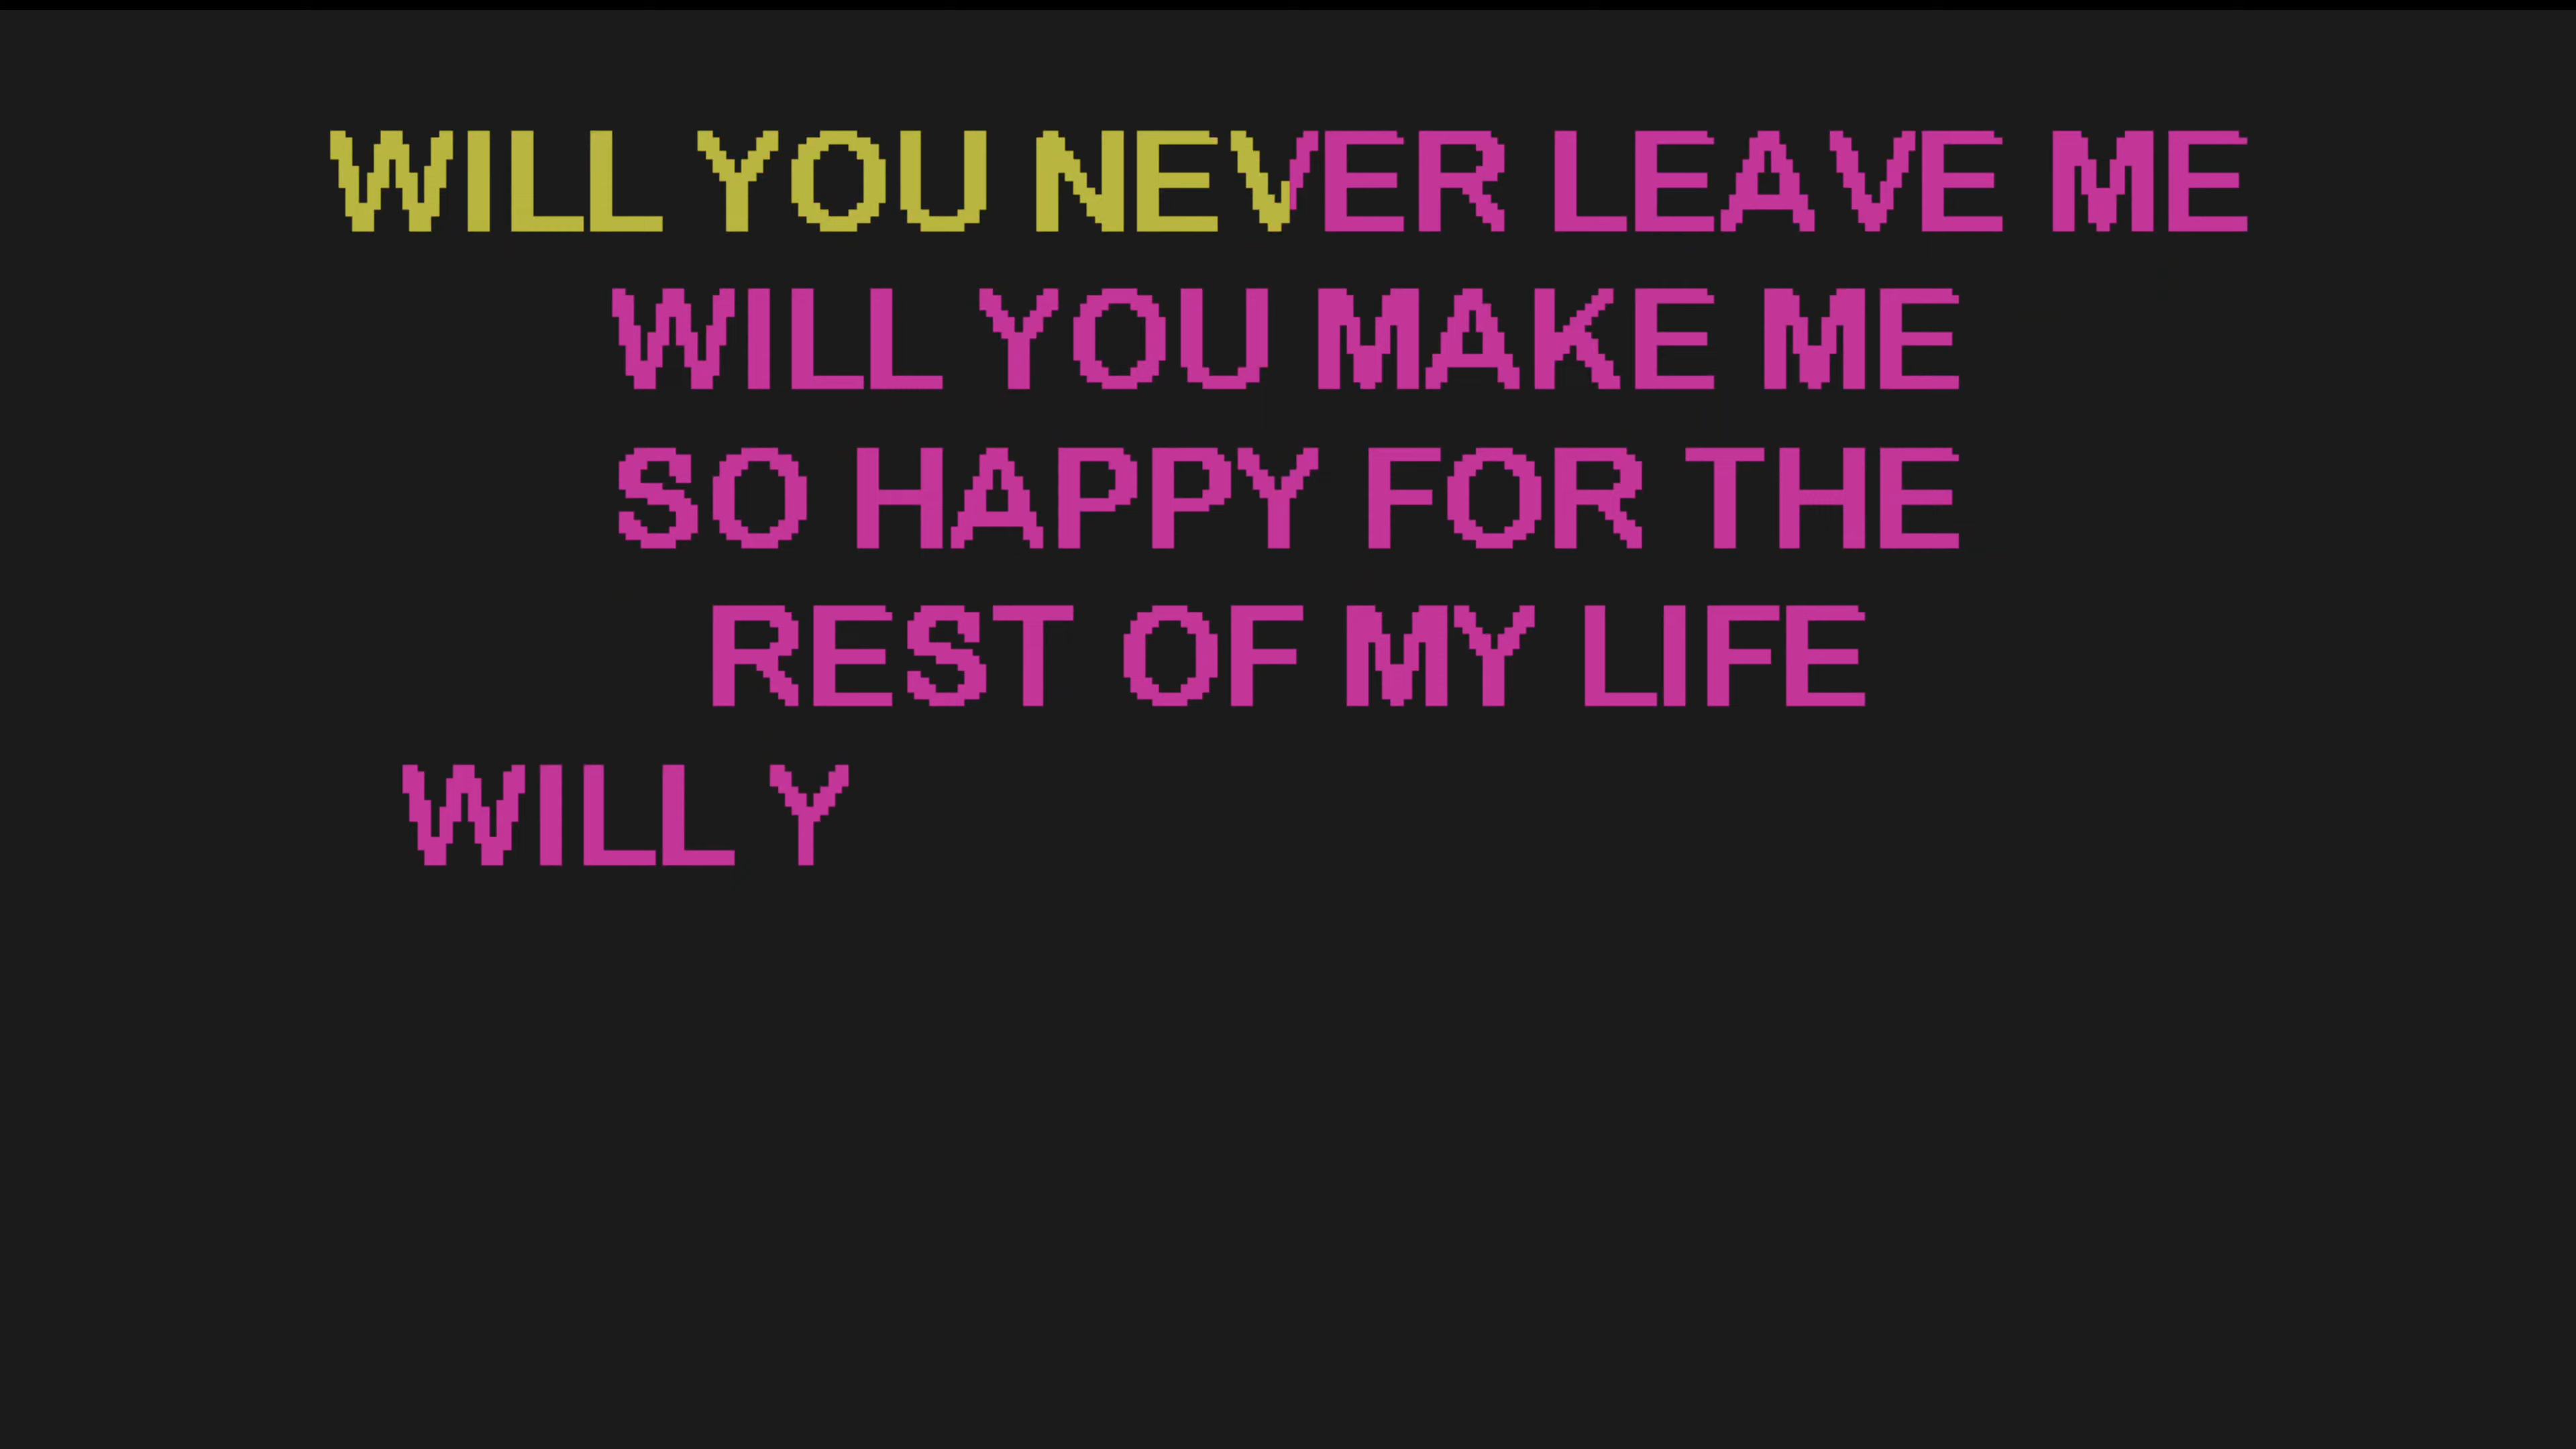 WILL YOU NEVER LEAVE ME
WILL YOU MAKE ME
SO HAPPY FOR THE
REST OF MY LIFE
WILL Y